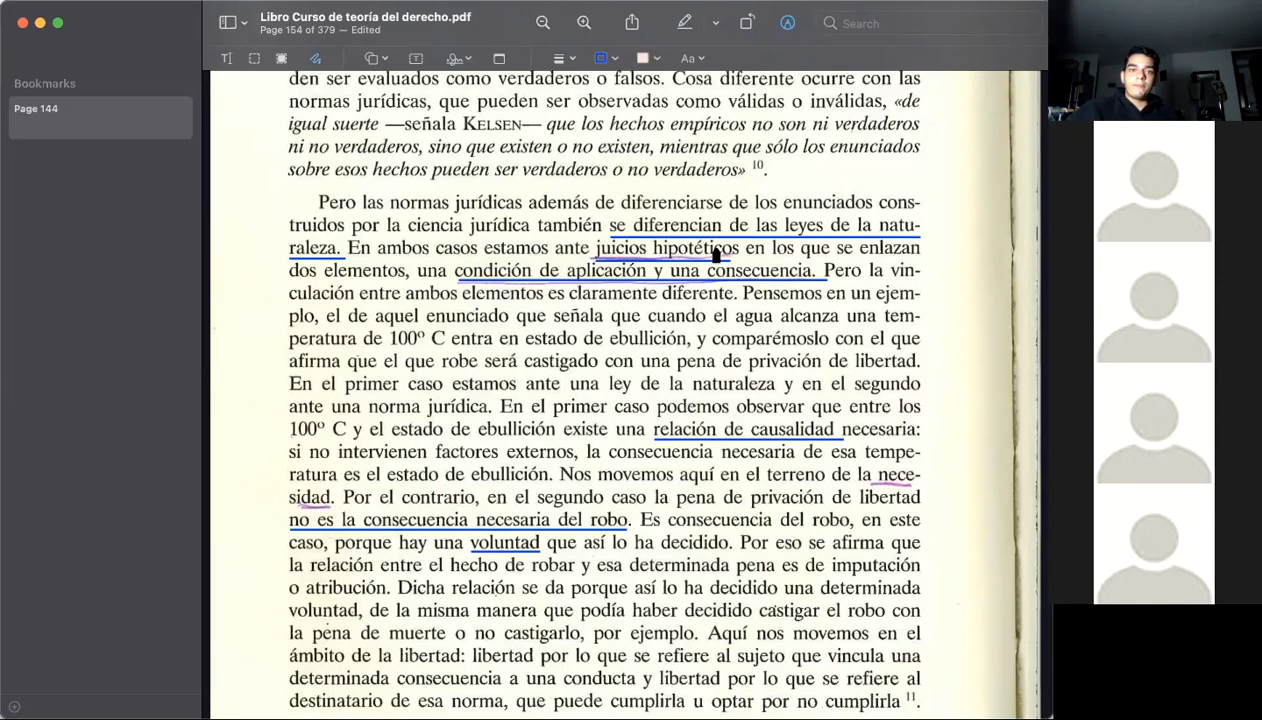 Libro Curso de teoría del derecho.pdf
Page 154 of 379 — Edited
Search
Aa
Bookmarks
Page 144
den ser evaluados como verdaderos o falsos. Cosa diferente ocurre con las
normas jurídicas, que pueden ser observadas como válidas o inválidas, «de
igual suerte —señala KELSEN— que los hechos empíricos no son ni verdaderos
ni no verdaderos, sino que existen o no existen, mientras que sólo los enunciados
sobre esos hechos pueden ser verdaderos o no verdaderos» 10.
Pero las normas jurídicas además de diferenciarse de los enunciados cons-
truidos por la ciencia jurídica también se diferencian de las leyes de la natu-
raleza. En ambos casos estamos ante juicios hipotéticos en los que se enlazan
dos elementos, una condición de aplicación y una consecuencia. Pero la vin-
culación entre ambos elementos es claramente diferente. Pensemos en un ejem-
plo, el de aquel enunciado que señala que cuando el agua alcanza una tem-
peratura de 100º C entra en estado de ebullición, y comparémoslo con el que
afirma que el que robe será castigado con una pena de privación de libertad.
En el primer caso estamos ante una ley de la naturaleza y en el segundo
ante una norma jurídica. En el primer caso podemos observar que entre los
100º C y el estado de ebullición existe una relación de causalidad necesaria:
si no intervienen factores externos, la consecuencia necesaria de esa tempe-
ratura es el estado de ebullición. Nos movemos aquí en el terreno de la nece-
sidad. Por el contrario, en el segundo caso la pena de privación de libertad
no es la consecuencia necesaria del robo. Es consecuencia del robo, en este
caso, porque hay una voluntad que así lo ha decidido. Por eso se afirma que
la relación entre el hecho de robar y esa determinada pena es de imputación
o atribución. Dicha relación se da porque así lo ha decidido una determinada
voluntad, de la misma manera que podía haber decidido castigar el robo con
la pena de muerte o no castigarlo, por ejemplo. Aquí nos movemos en el
ámbito de la libertad: libertad por lo que se refiere al sujeto que vincula una
determinada consecuencia a una conducta y libertad por lo que se refiere al
destinatario de esa norma, que puede cumplirla u optar por no cumplirla 11.